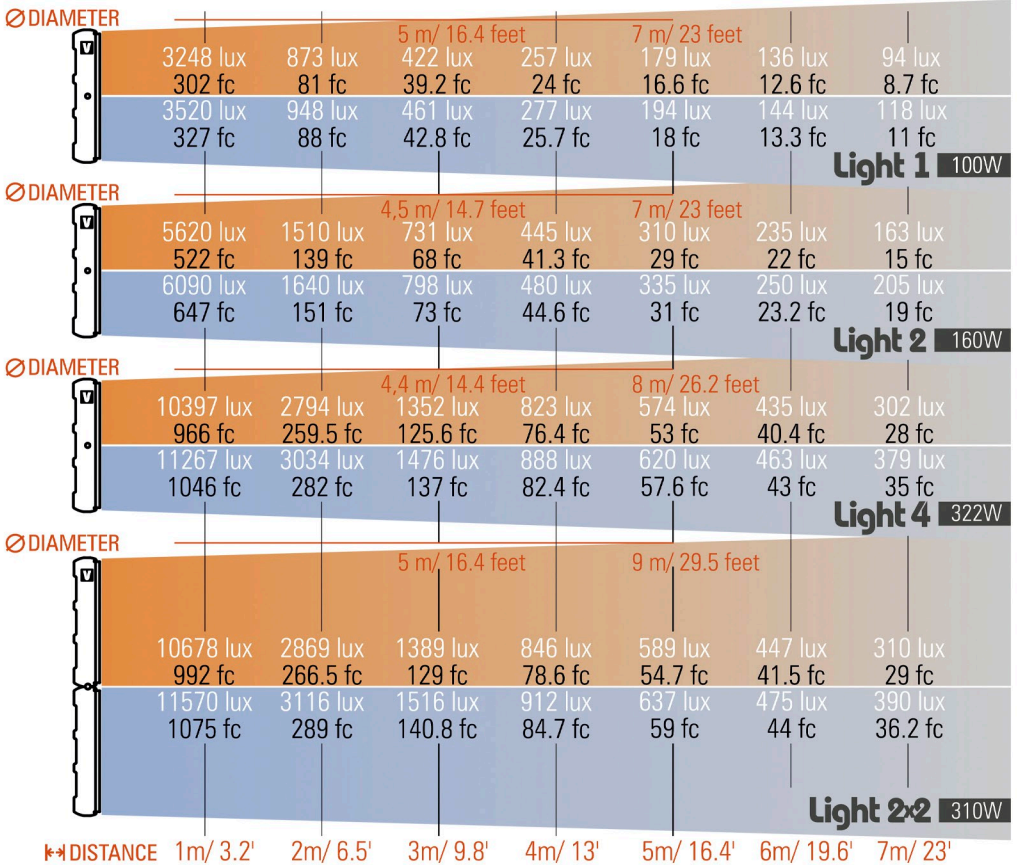 Ø DIAMETER
5 m/ 16.4 feet 7 m/ 23 feet
V
3248 lux 873 lux 422 lux 257 lux 179 lux 136 lux 94 lux
302 fc 81 fc 39.2 fc 24 fc 16.6 fc 12.6 fc 8.7 fc
3520 lux 948 lux 461 lux 277 lux 194 lux 144 lux 118 lux
327 fc 88 fc 42.8 fc 25.7 fc 18 fc 13.3 fc 11 fc
Light 1 100W
Ø DIAMETER
4,5 m/ 14.7 feet 7 m/ 23 feet
V
5620 lux 1510 lux 731 lux 445 lux 310 lux 235 lux 163 lux
522 fc 139 fc 68 fc 41.3 fc 29 fc 22 fc 15 fc
6090 lux 1640 lux 798 lux 480 lux 335 lux 250 lux 205 lux
647 fc 151 fc 73 fc 44.6 fc 31 fc 23.2 fc 19 fc
Light 2 160W
Ø DIAMETER
4,4 m/ 14.4 feet 8 m/ 26.2 feet
V
10397 lux 2794 lux 1352 lux 823 lux 574 lux 435 lux 302 lux
966 fc 259.5 fc 125.6 fc 76.4 fc 53 fc 40.4 fc 28 fc
11267 lux 3034 lux 1476 lux 888 lux 620 lux 463 lux 379 lux
1046 fc 282 fc 137 fc 82.4 fc 57.6 fc 43 fc 35 fc
Light 4 322W
Ø DIAMETER
5 m/ 16.4 feet 9 m/ 29.5 feet
V
10678 lux 2869 lux 1389 lux 846 lux 589 lux 447 lux 310 lux
992 fc 266.5 fc 129 fc 78.6 fc 54.7 fc 41.5 fc 29 fc
11570 lux 3116 lux 1516 lux 912 lux 637 lux 475 lux 390 lux
1075 fc 289 fc 140.8 fc 84.7 fc 59 fc 44 fc 36.2 fc
Light 2x2 310W
DISTANCE 1m/ 3.2' 2m/ 6.5' 3m/ 9.8' 4m/ 13' 5m/ 16.4' 6m/ 19.6' 7m/ 23'